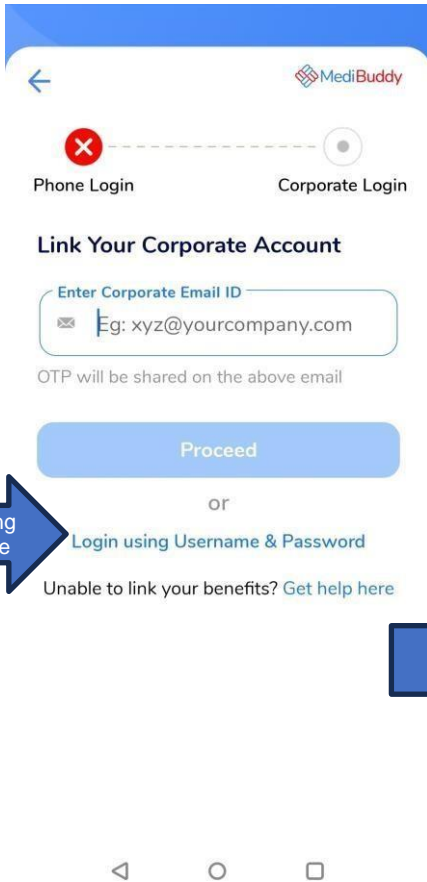 MediBuddy
Phone Login
Corporate Login
Link Your Corporate Account
Enter Corporate Email ID
Eg: xyz@yourcompany.com
OTP will be shared on the above email
Proceed
or
Login using Username & Password
Unable to link your benefits? Get help here